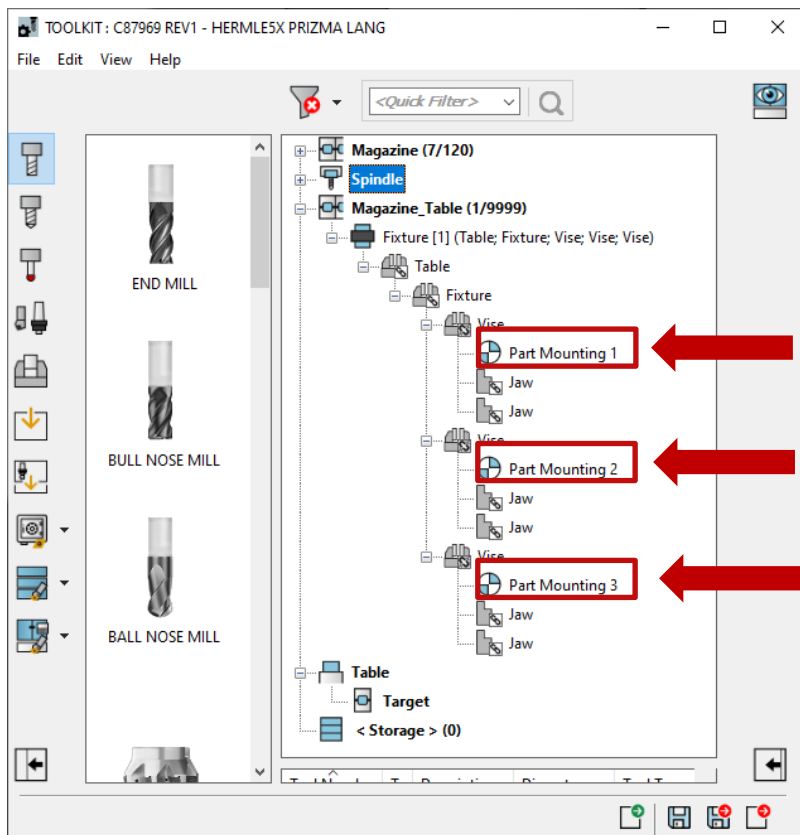 TOOLKIT : C87969 REV1 - HERMLE5X PRIZMA LANG
File Edit View Help
<Quick Filter>
END MILL
BULL NOSE MILL
BALL NOSE MILL
Magazine (7/120)
Spindle
Magazine_Table (1/9999)
Fixture [1] (Table; Fixture; Vise; Vise; Vise)
Table
Fixture
Vise
Part Mounting 1
Jaw
Jaw
Vise
Part Mounting 2
Jaw
Jaw
Vise
Part Mounting 3
Jaw
Jaw
Table
Target
< Storage > (0)